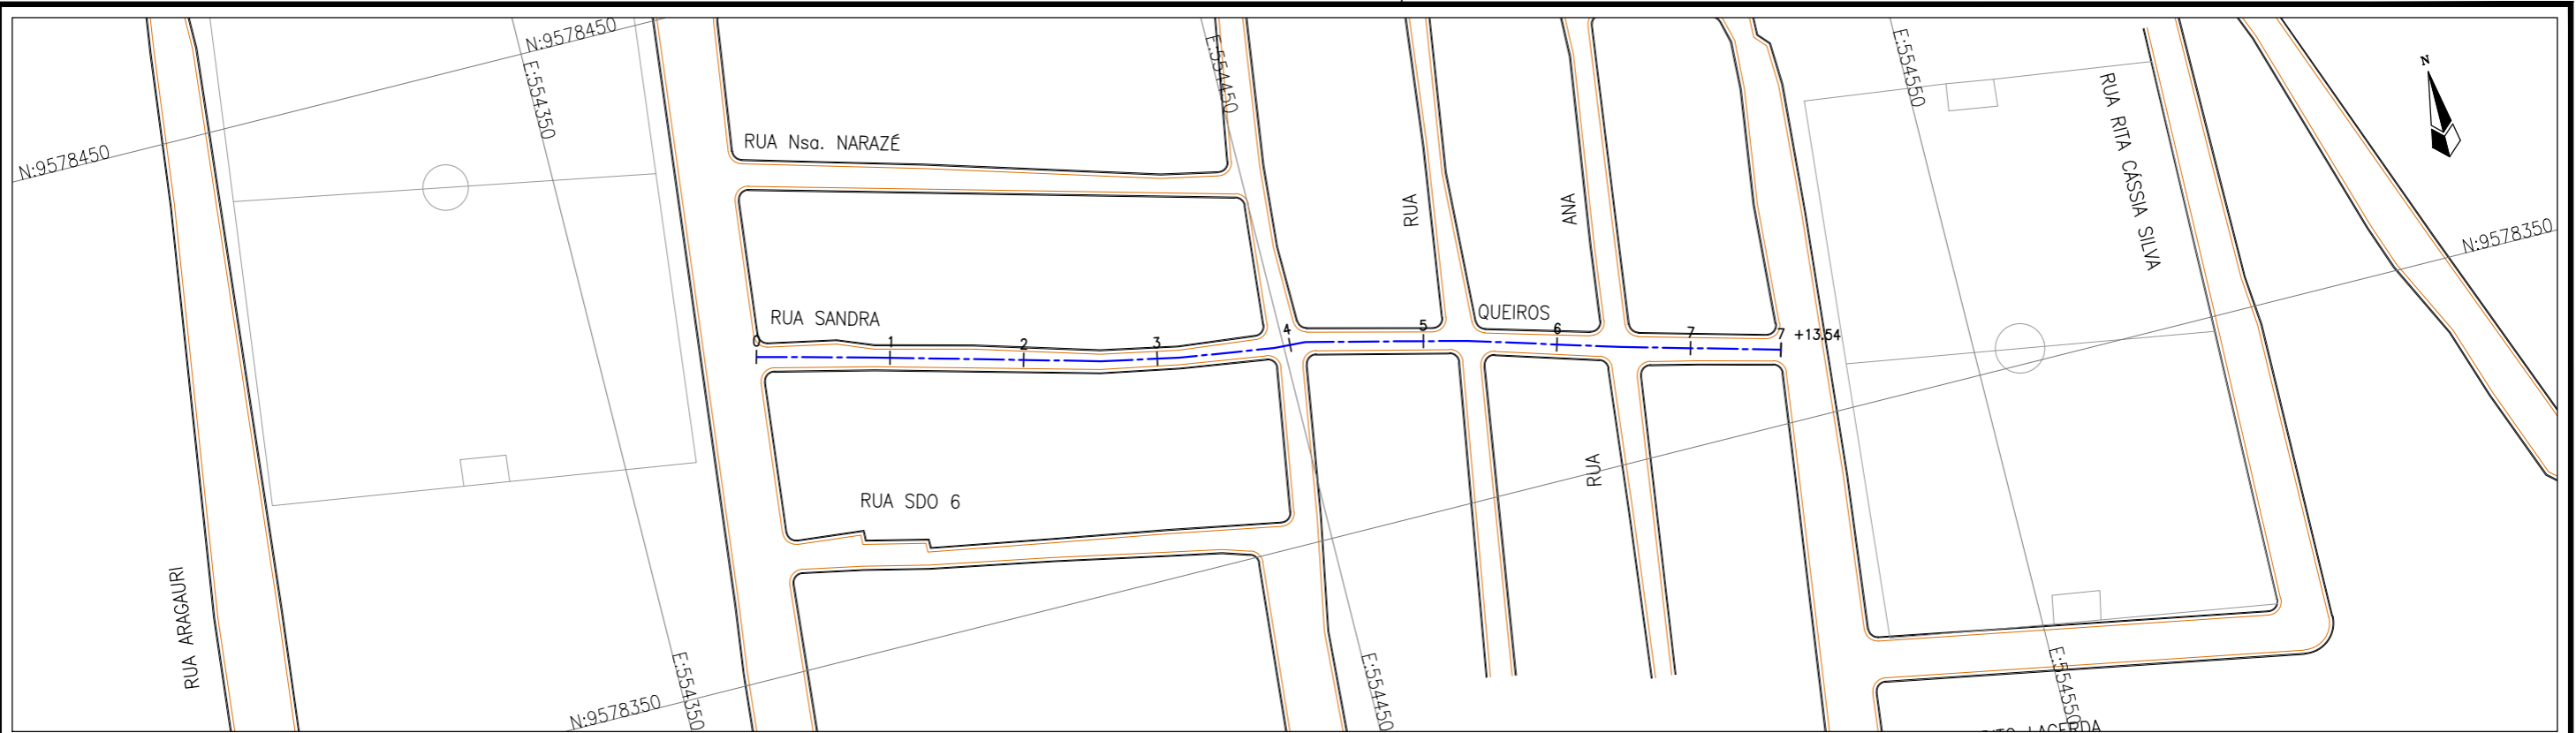 N:9578450
E:554350
E:554450
E:554550
N
N:9578450
RUA Nsa. NARAZÉ
RUA RITA CÁSSIA SILVA
RUA
ANA
N:9578350
RUA SANDRA
QUEIROS
0
1
2
3
4
5
6
7
7 +13.54
RUA
RUA SDO 6
RUA ARAGAURI
E:554350
E:554450
E:554550
N:9578350
LACERDA